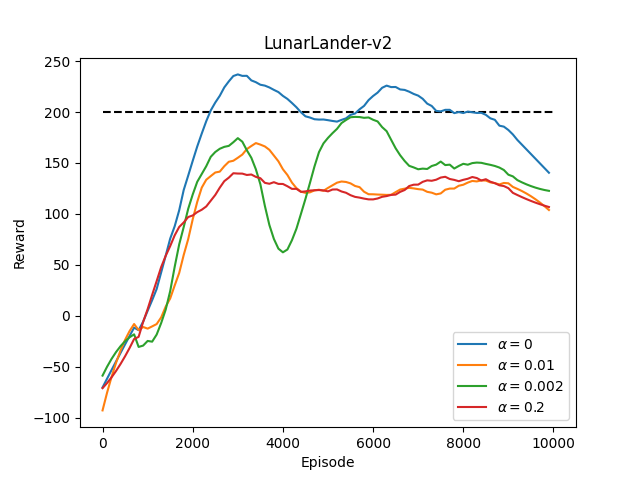 LunarLander-v2
250
200
150
100
50
0
−50
−100
Reward
0 2000 4000 6000 8000 10000
Episode
α = 0
α = 0.01
α = 0.002
α = 0.2